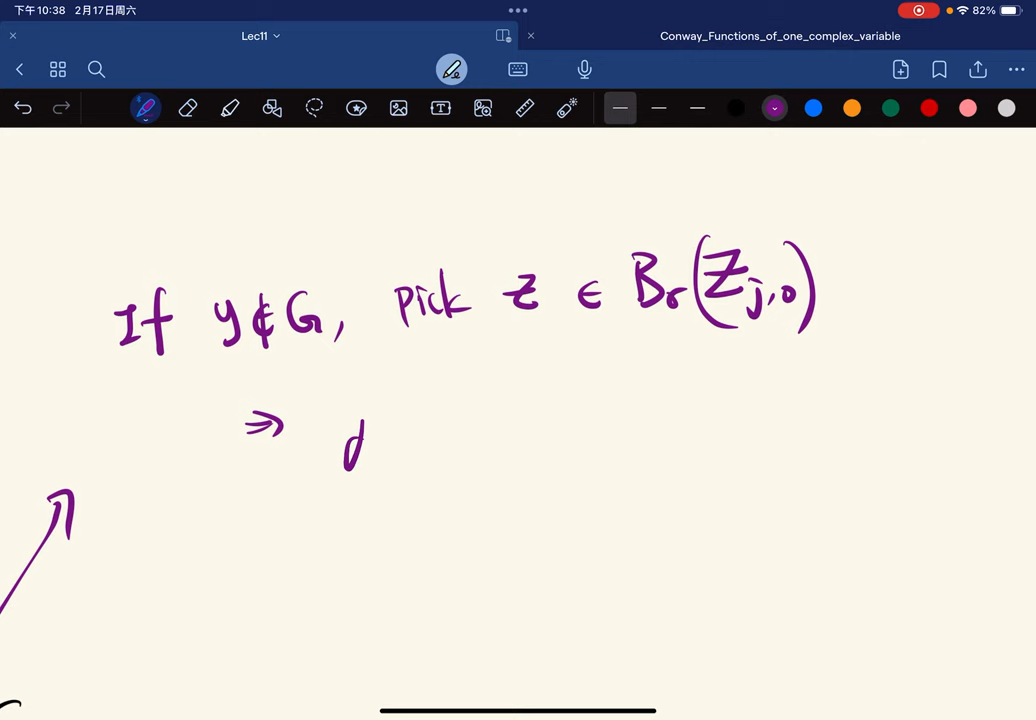 下午10:38 2月17日周六
82%
Lec11
Conway_Functions_of_one_complex_variable
If y∉G, pick z ∈ Br(Zj,0)
⇒ d